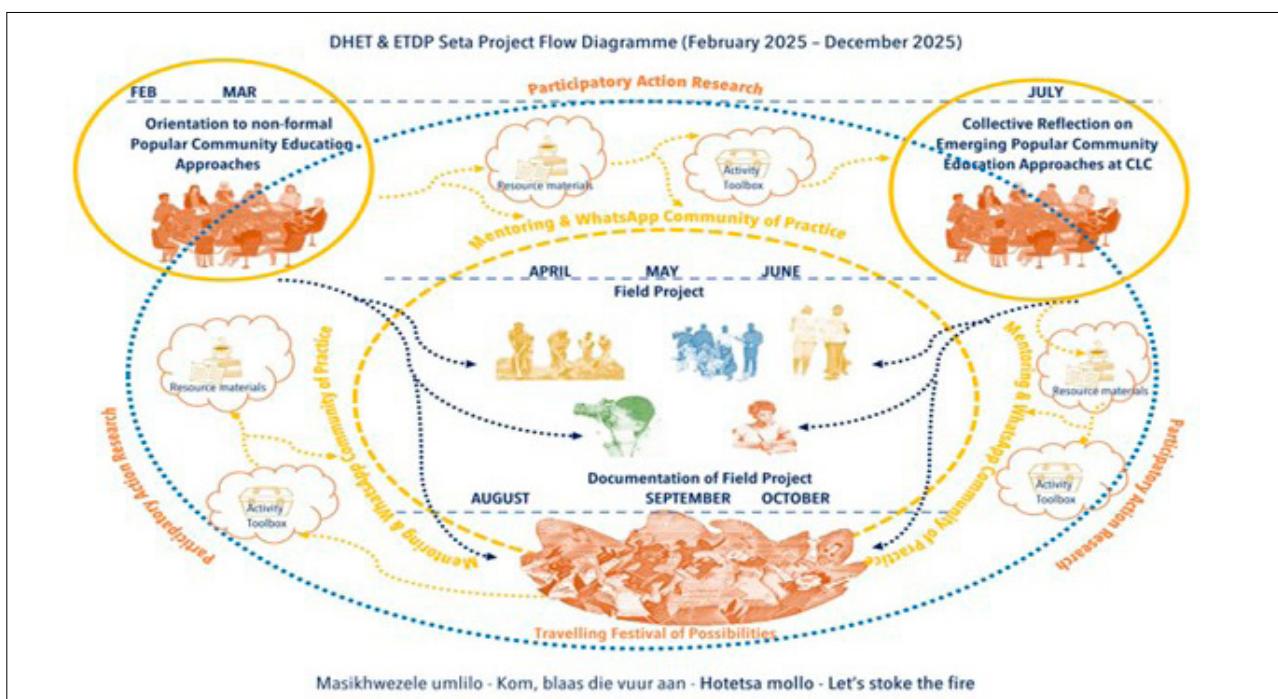 DHET & ETDP Seta Project Flow Diagramme (February 2025 – December 2025)
Participatory Action Research
FEB MAR
JULY
Orientation to non-formal
Popular Community Education
Approaches
Collective Reflection on
Emerging Popular Community
Education Approaches at CLC
Resource materials
Activity
Toolbox
Mentoring & WhatsApp Community of Practice
APRIL MAY JUNE
Field Project
Resource materials
Mentoring & WhatsApp Community of Practice
Mentoring & WhatsApp Community of Practice
Resource materials
Participatory Action Research
Participatory Action Research
Activity
Toolbox
Activity
Toolbox
Documentation of Field Project
AUGUST SEPTEMBER OCTOBER
Travelling Festival of Possibilities
Masikhwezele umlilo - Kom, blaas die vuur aan - Hotetsa mollo - Let's stoke the fire